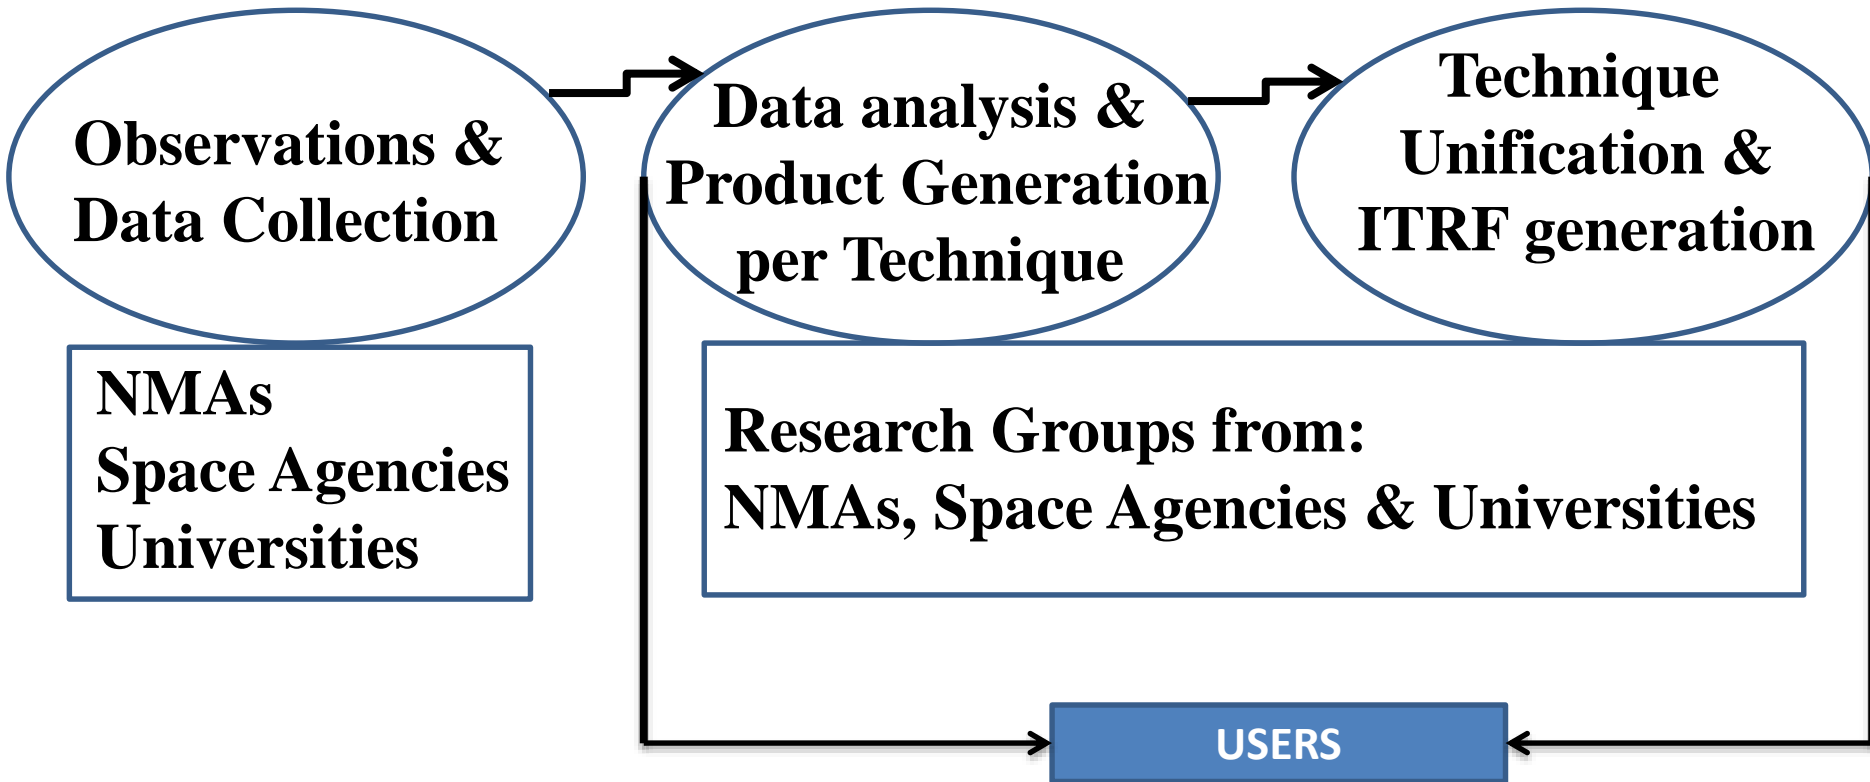 Observations &
Data Collection
Data analysis &
Product Generation
per Technique
Technique
Unification &
ITRF generation
NMAs
Space Agencies
Universities
Research Groups from:
NMAs, Space Agencies & Universities
USERS